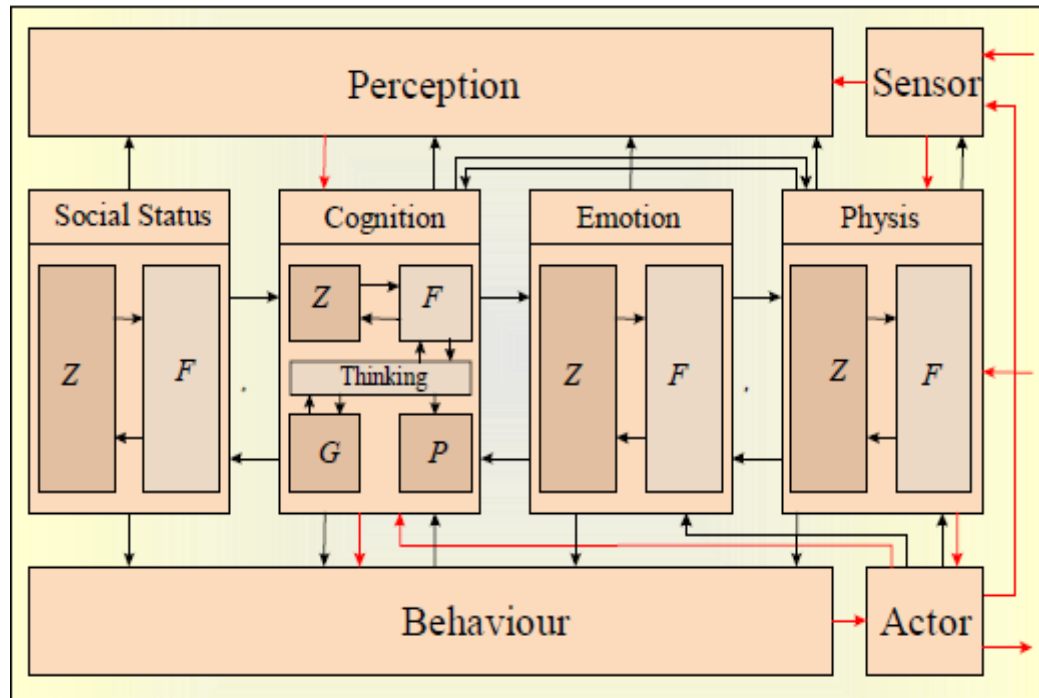 Perception
Sensor
Social Status
Cognition
Emotion
Physis
Z
F
Z
F
Thinking
G
P
Z
F
Z
F
Behaviour
Actor